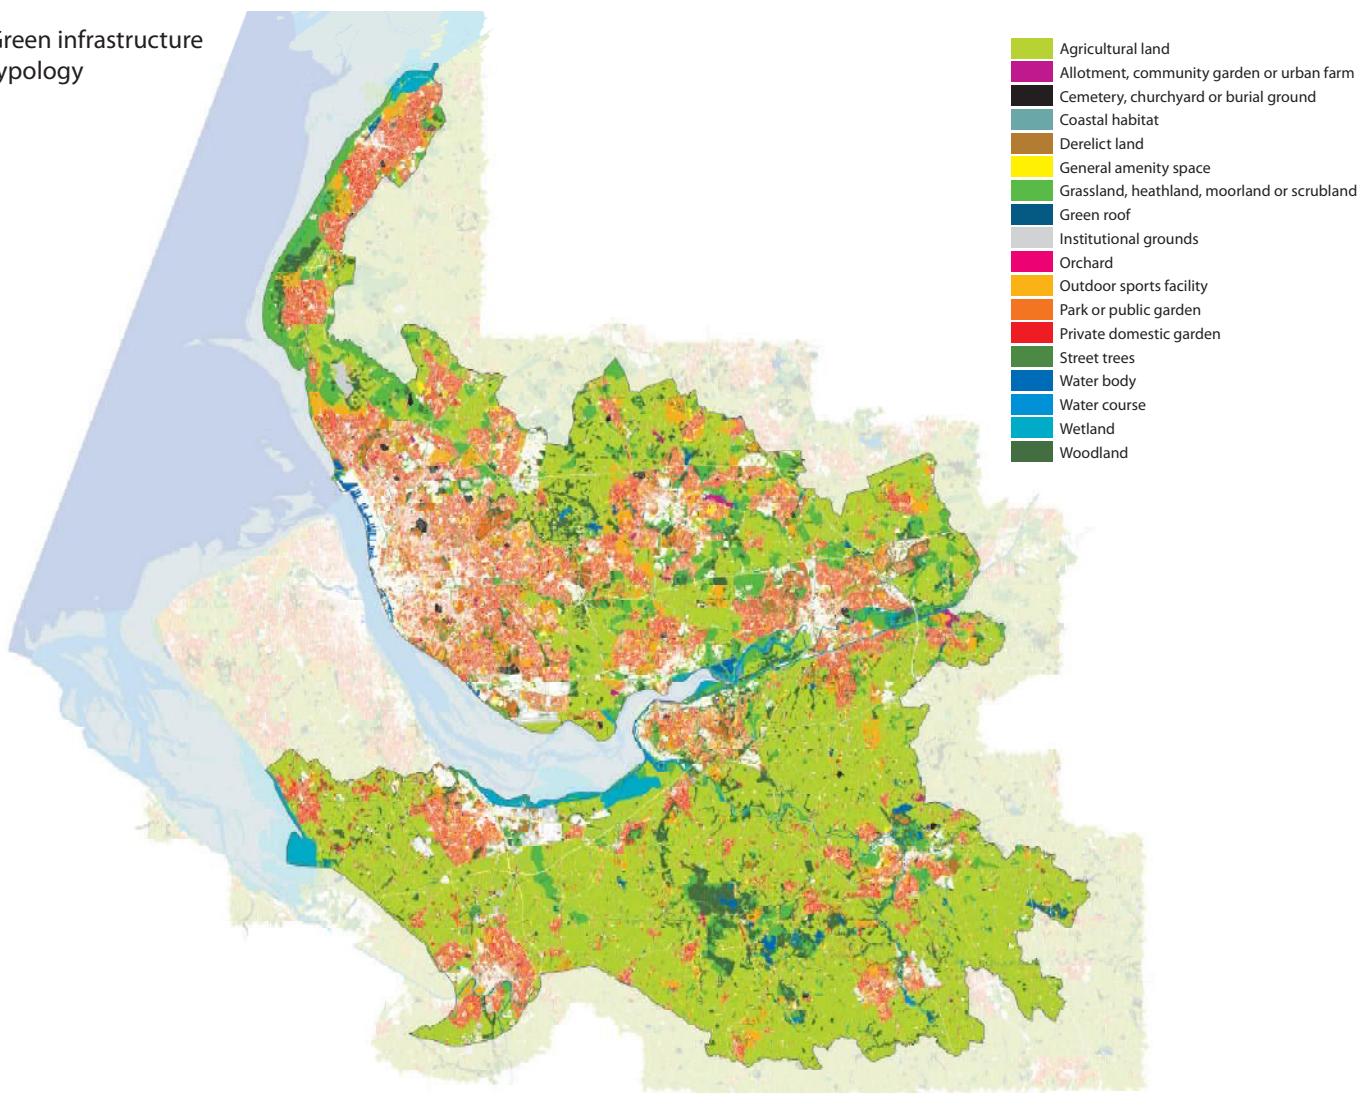 Green infrastructure
ypology
Agricultural land
Allotment, community garden or urban farm
Cemetery, churchyard or burial ground
Coastal habitat
Derelict land
General amenity space
Grassland, heathland, moorland or scrubland
Green roof
Institutional grounds
Orchard
Outdoor sports facility
Park or public garden
Private domestic garden
Street trees
Water body
Water course
Wetland
Woodland